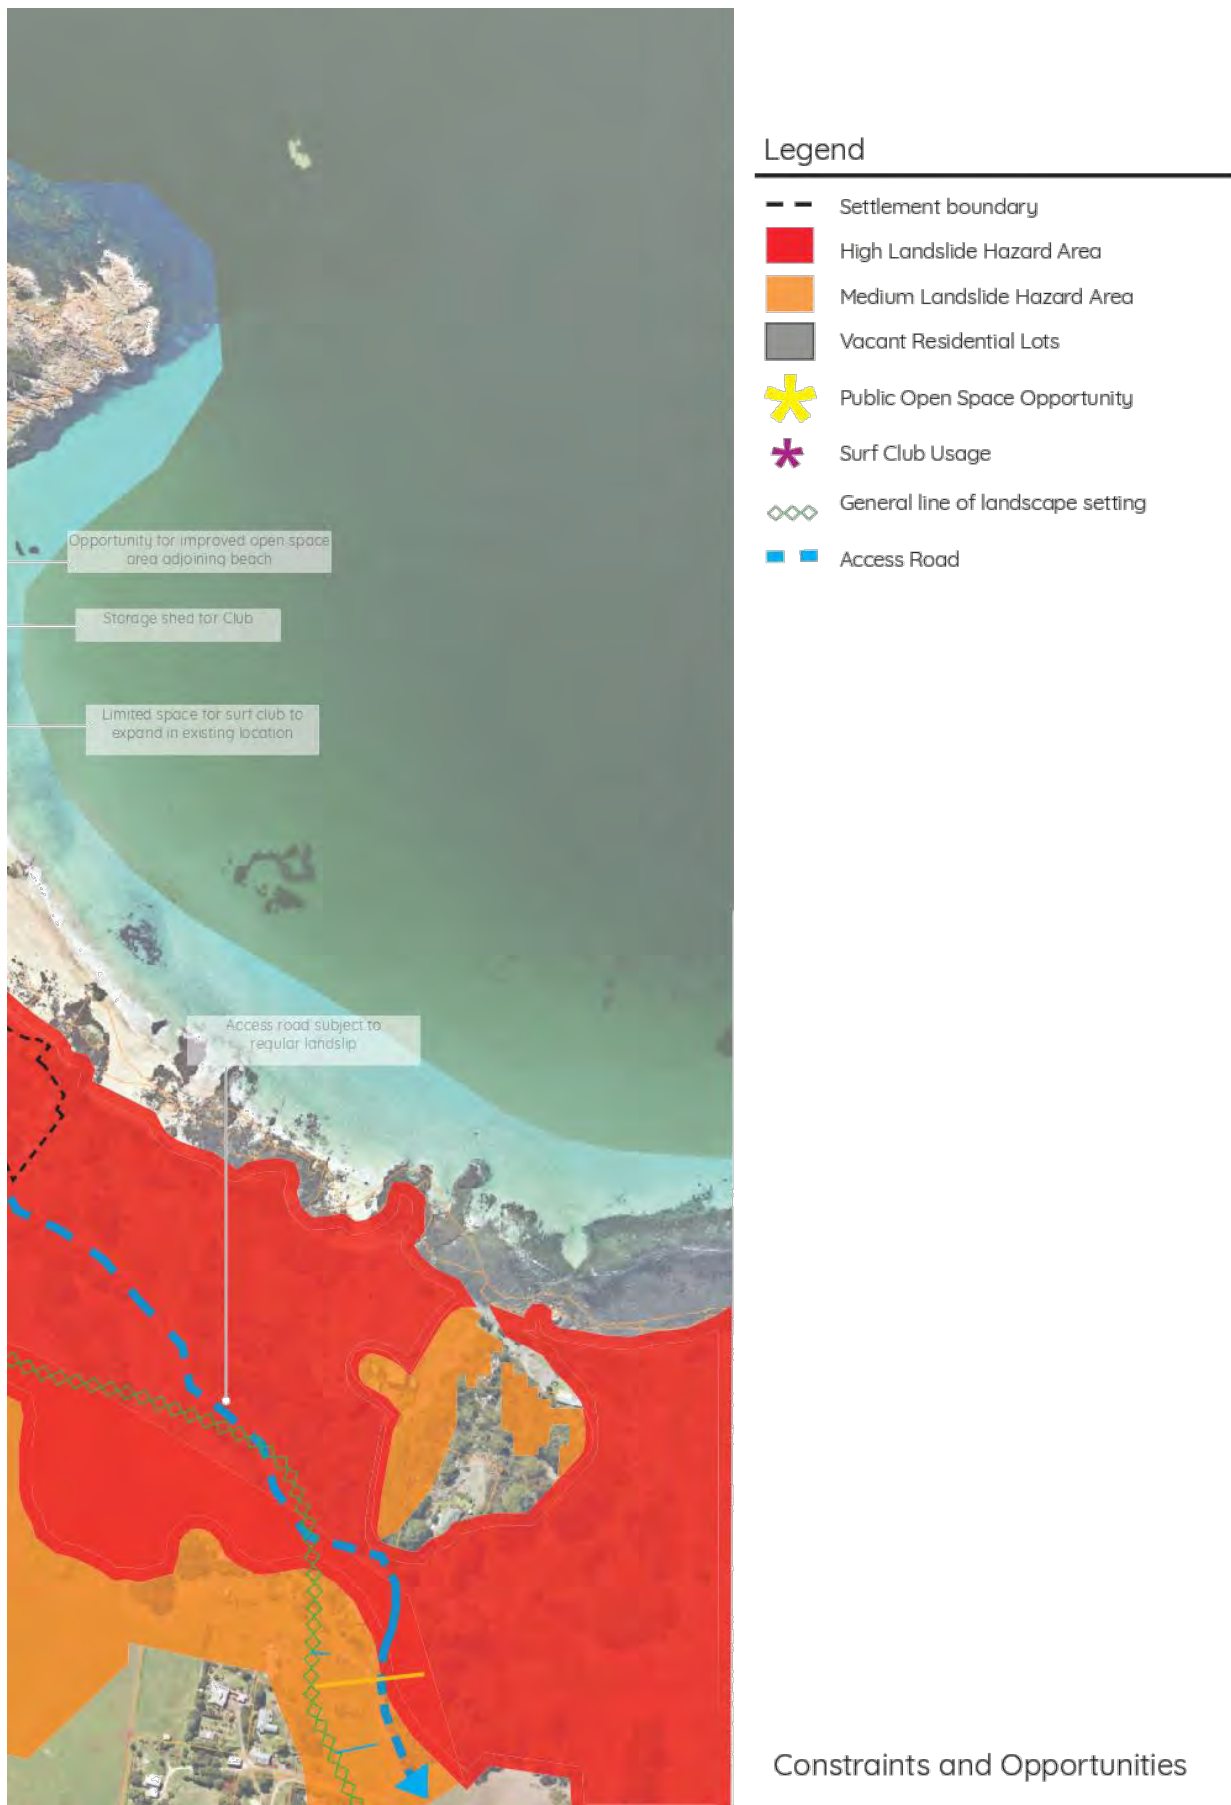 Legend
Settlement boundary
High Landslide Hazard Area
Medium Landslide Hazard Area
Vacant Residential Lots
Public Open Space Opportunity
Surf Club Usage
General line of landscape setting
Access Road
Opportunity for improved open space
area adjoining beach
Storage shed for Club
Limited space for surf club to
expand in existing location
Access road subject to
regular landslip
Constraints and Opportunities